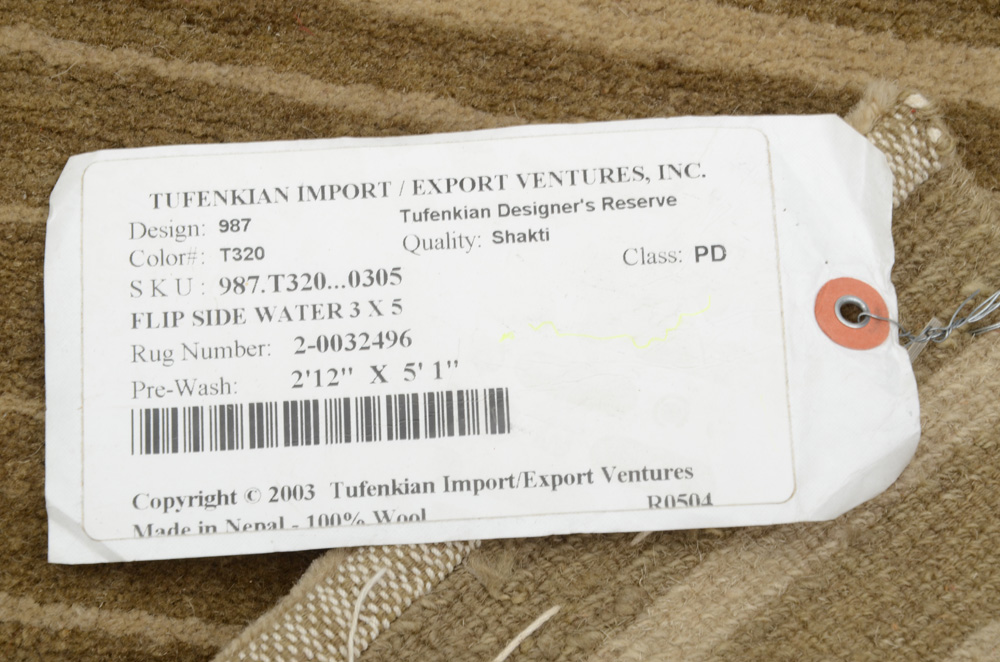 TUFENKIAN IMPORT / EXPORT VENTURES, INC.
Design: 987 Tufenkian Designer's Reserve
Color#: T320 Quality: Shakti Class: PD
S K U : 987.T320...0305
FLIP SIDE WATER 3 X 5
Rug Number: 2-0032496
Pre-Wash: 2'12" X 5' 1"
Copyright © 2003 Tufenkian Import/Export Ventures
Made in Nepal - 100% Wool R0504